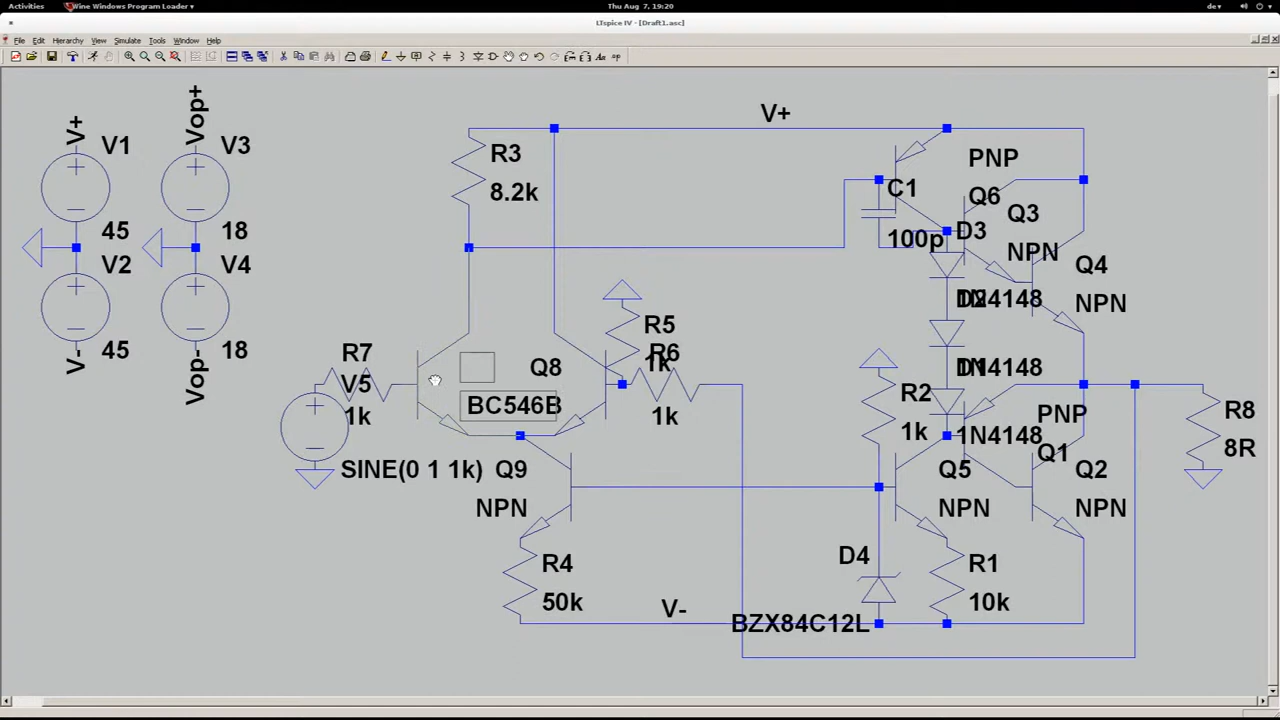 Activities
Wine Windows Program Loader
Thu Aug 7, 19:20
de
LTspice IV - [Draft1.asc]
File Edit Hierarchy View Simulate Tools Window Help
V+
V1
45
V2
45
V-
Vop+
V3
18
V4
18
Vop-
V+
R3
8.2k
PNP
Q6
C1
100p
Q3
NPN
D3
1N4148
Q4
NPN
D2
1N4148
D1
1N4148
R5
1k
R6
1k
R7
1k
V5
SINE(0 1 1k)
Q8
BC546B
Q9
NPN
R2
1k
PNP
Q1
Q2
NPN
Q5
NPN
R8
8R
R4
50k
V-
D4
BZX84C12L
R1
10k